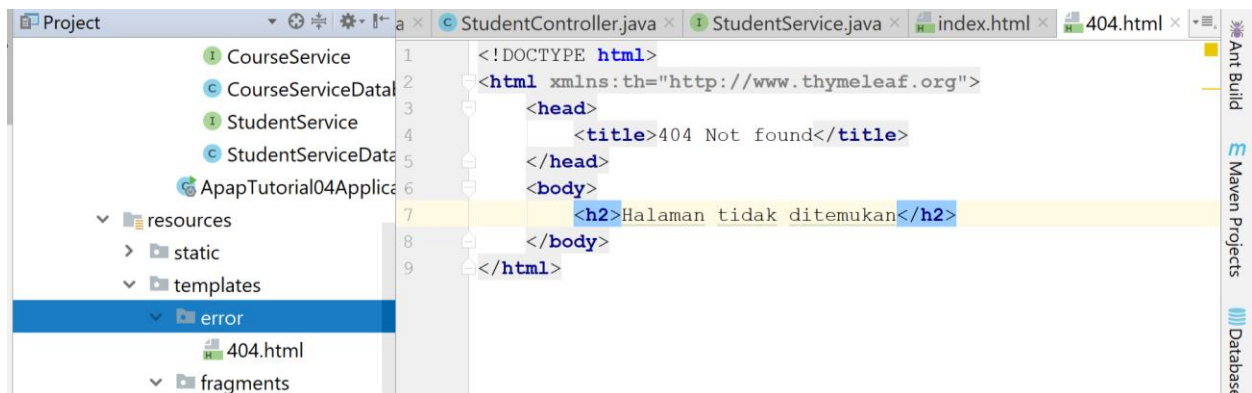 Project
a
StudentController.java
StudentService.java
index.html
404.html
CourseService
CourseServiceData
StudentService
StudentServiceData
ApapTutorial04Applica
resources
static
templates
error
404.html
fragments
1 <!DOCTYPE html>
2 <html xmlns:th="http://www.thymeleaf.org">
3 <head>
4 <title>404 Not found</title>
5 </head>
6 <body>
7 <h2>Halaman tidak ditemukan</h2>
8 </body>
9 </html>
Ant Build
Maven Projects
Database